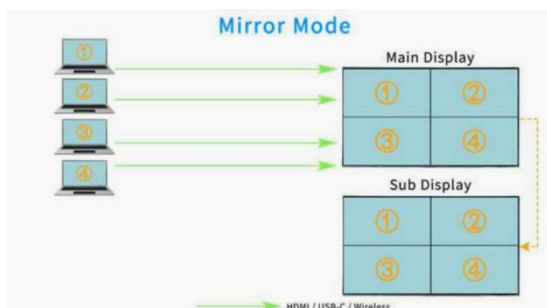 Mirror Mode
①
②
③
④
Main Display
① ②
③ ④
Sub Display
① ②
③ ④
HDMI / USB-C / Wireless